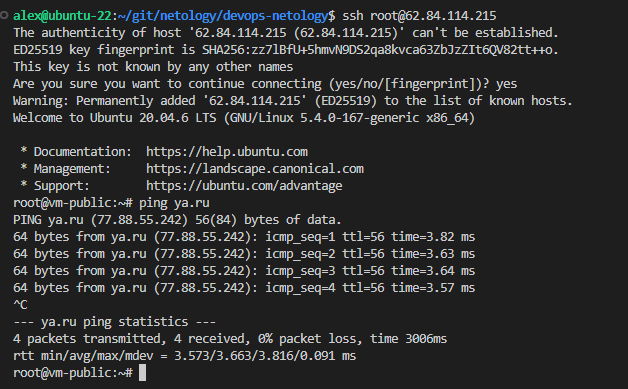 alex@ubuntu-22:~/git/netology/devops-netology$ ssh root@62.84.114.215
The authenticity of host '62.84.114.215 (62.84.114.215)' can't be established.
ED25519 key fingerprint is SHA256:zz7lBfU+5hmvN9DS2qa8kvca63ZbJzZIt6QV82tt++o.
This key is not known by any other names
Are you sure you want to continue connecting (yes/no/[fingerprint])? yes
Warning: Permanently added '62.84.114.215' (ED25519) to the list of known hosts.
Welcome to Ubuntu 20.04.6 LTS (GNU/Linux 5.4.0-167-generic x86_64)
* Documentation: https://help.ubuntu.com
* Management: https://landscape.canonical.com
* Support: https://ubuntu.com/advantage
root@vm-public:~# ping ya.ru
PING ya.ru (77.88.55.242) 56(84) bytes of data.
64 bytes from ya.ru (77.88.55.242): icmp_seq=1 ttl=56 time=3.82 ms
64 bytes from ya.ru (77.88.55.242): icmp_seq=2 ttl=56 time=3.63 ms
64 bytes from ya.ru (77.88.55.242): icmp_seq=3 ttl=56 time=3.64 ms
64 bytes from ya.ru (77.88.55.242): icmp_seq=4 ttl=56 time=3.57 ms
^C
--- ya.ru ping statistics ---
4 packets transmitted, 4 received, 0% packet loss, time 3006ms
rtt min/avg/max/mdev = 3.573/3.663/3.816/0.091 ms
root@vm-public:~#